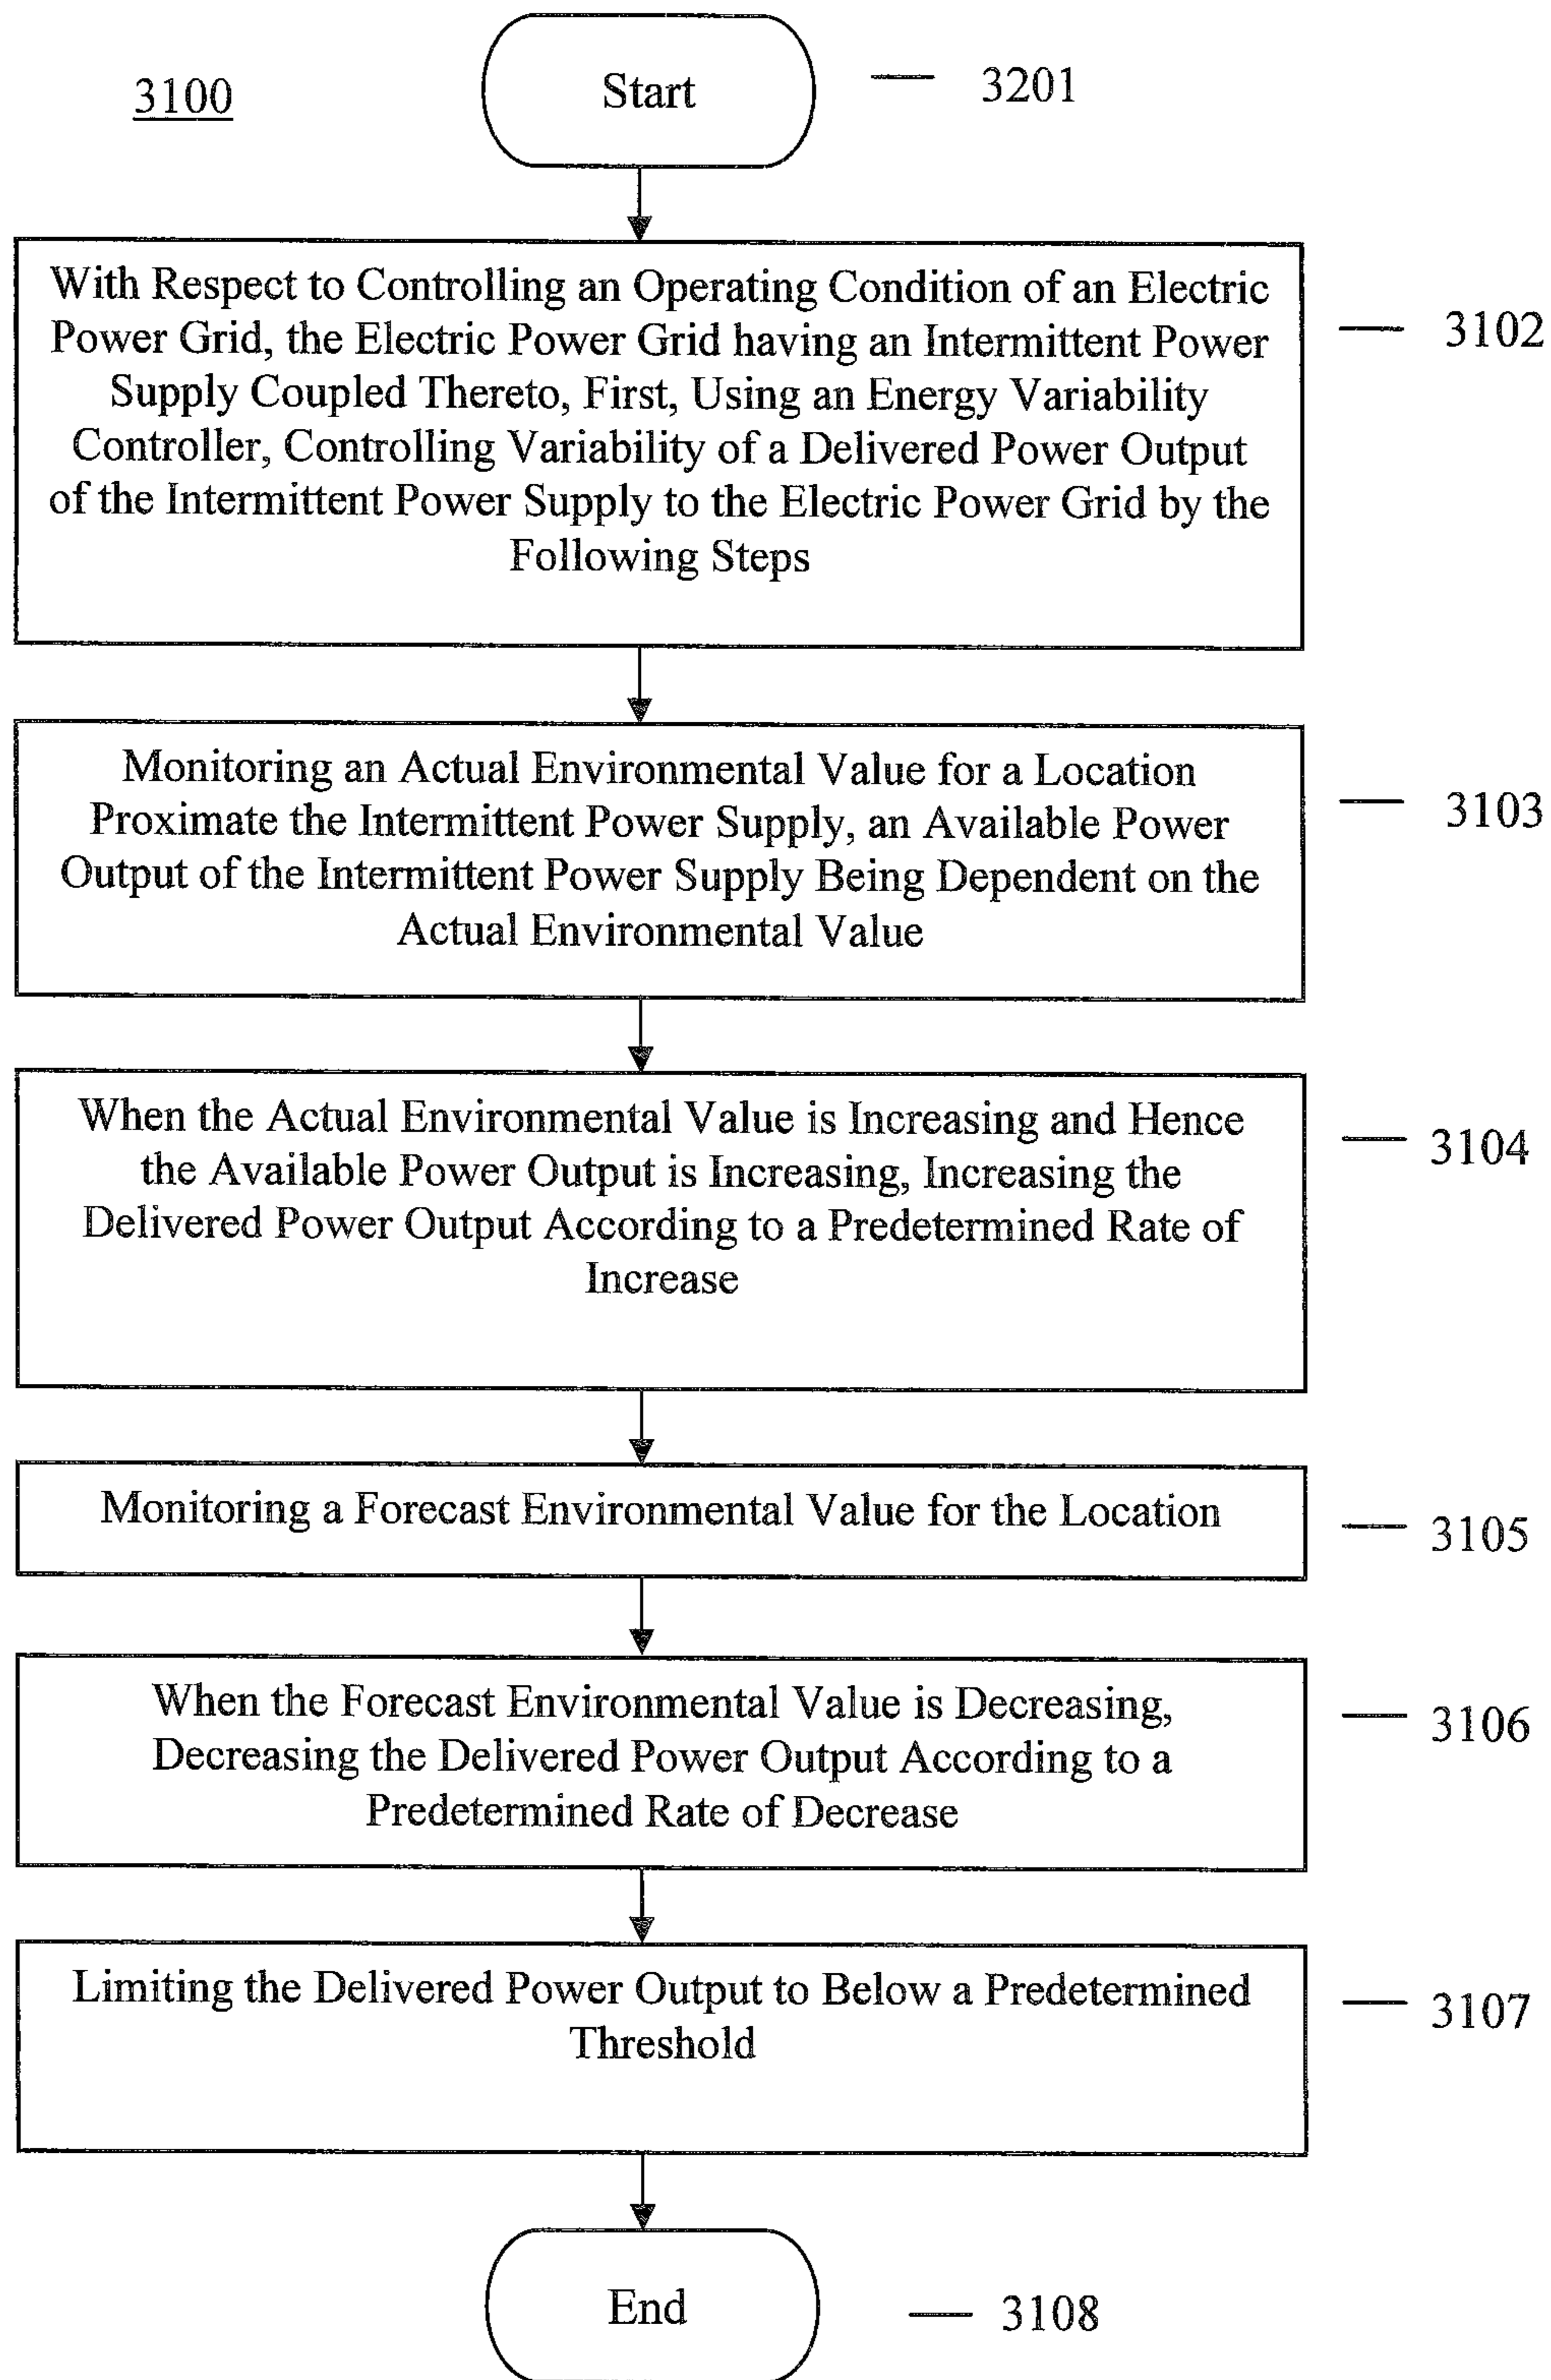 3100
Start
3201
With Respect to Controlling an Operating Condition of an Electric
Power Grid, the Electric Power Grid having an Intermittent Power
Supply Coupled Thereto, First, Using an Energy Variability
Controller, Controlling Variability of a Delivered Power Output
of the Intermittent Power Supply to the Electric Power Grid by the
Following Steps
3102
Monitoring an Actual Environmental Value for a Location
Proximate the Intermittent Power Supply, an Available Power
Output of the Intermittent Power Supply Being Dependent on the
Actual Environmental Value
3103
When the Actual Environmental Value is Increasing and Hence
the Available Power Output is Increasing, Increasing the
Delivered Power Output According to a Predetermined Rate of
Increase
3104
Monitoring a Forecast Environmental Value for the Location
3105
When the Forecast Environmental Value is Decreasing,
Decreasing the Delivered Power Output According to a
Predetermined Rate of Decrease
3106
Limiting the Delivered Power Output to Below a Predetermined
Threshold
3107
End
3108